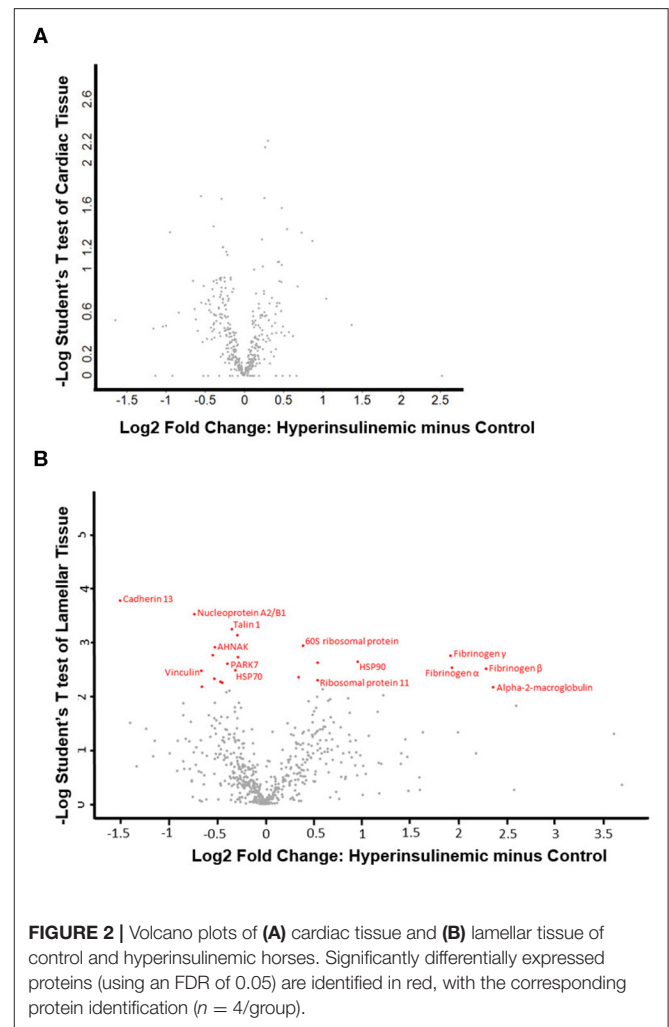 A
-Log Student's T test of Cardiac Tissue
2.6
2.2
1.6
1.2
1
0.6
0.2
0
-1.5 -1 -0.5 0 0.5 1 1.5 2 2.5
Log2 Fold Change: Hyperinsulinemic minus Control
B
-Log Student's T test of Lamellar Tissue
5
4
3
2
1
0
Cadherin 13
Nucleoprotein A2/B1
Talin 1
60S ribosomal protein
AHNAK
Fibrinogen γ
PARK7
HSP90
Vinculin
HSP70
Fibrinogen α
Fibrinogen β
Ribosomal protein 11
Alpha-2-macroglobulin
-1.5 -1 -0.5 0 0.5 1 1.5 2 2.5 3 3.5
Log2 Fold Change: Hyperinsulinemic minus Control
FIGURE 2 | Volcano plots of (A) cardiac tissue and (B) lamellar tissue of
control and hyperinsulinemic horses. Significantly differentially expressed
proteins (using an FDR of 0.05) are identified in red, with the corresponding
protein identification (n = 4/group).